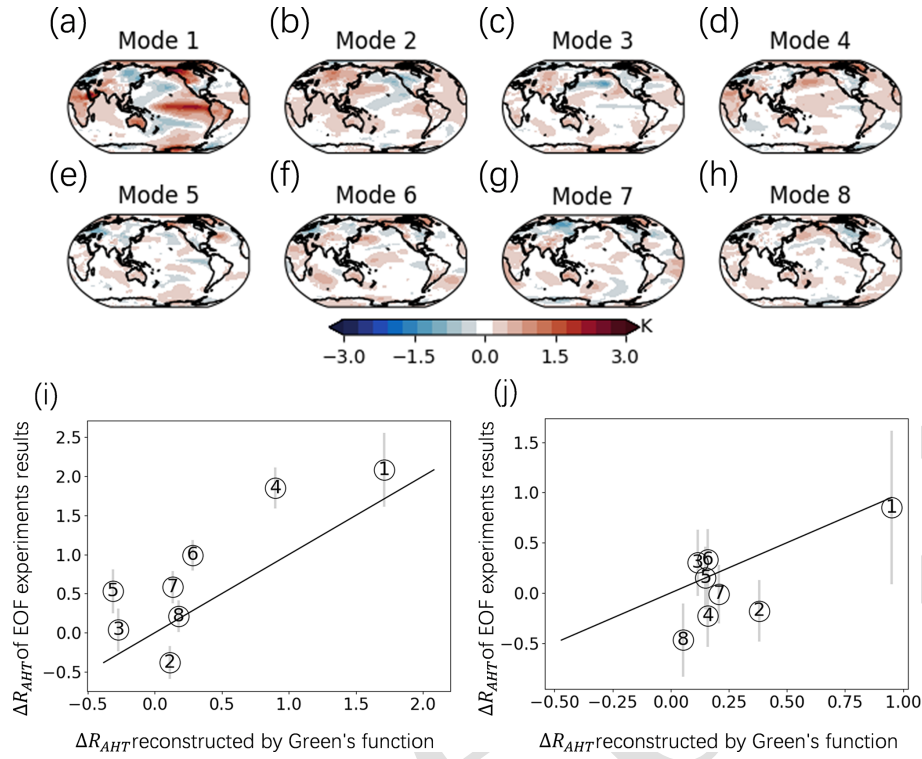 (a) (b) (c) (d)
Mode 1 Mode 2 Mode 3 Mode 4
(e) (f) (g) (h)
Mode 5 Mode 6 Mode 7 Mode 8
K
−3.0 −1.5 0.0 1.5 3.0
(i)
ΔR_AHT of EOF experiments results
2.5
2.0
1.5
1.0
0.5
0.0
−0.5
1
4
6
7
5
8
3
2
−0.5 0.0 0.5 1.0 1.5 2.0
ΔR_AHT reconstructed by Green's function
(j)
ΔR_AHT of EOF experiments results
1.5
1.0
0.5
0.0
−0.5
1
3
6
5
7
2
4
8
−0.50 −0.25 0.00 0.25 0.50 0.75 1.00
ΔR_AHT reconstructed by Green's function